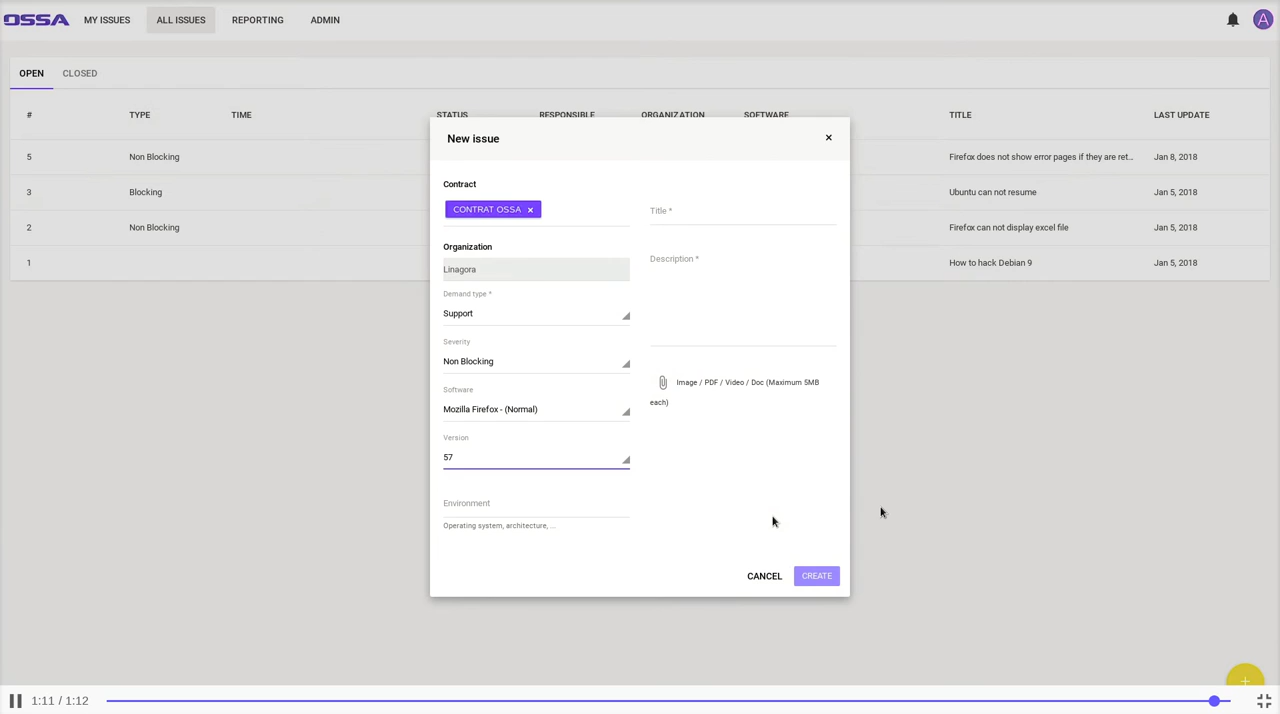 OSSA MY ISSUES ALL ISSUES REPORTING ADMIN A
OPEN CLOSED
# TYPE TIME STATUS RESPONSIBLE ORGANIZATION SOFTWARE TITLE LAST UPDATE
5 Non Blocking Firefox does not show error pages if they are ret... Jan 8, 2018
3 Blocking Ubuntu can not resume Jan 5, 2018
2 Non Blocking Firefox can not display excel file Jan 5, 2018
1 How to hack Debian 9 Jan 5, 2018
New issue ×
Contract
CONTRAT OSSA ×
Organization
Linagora
Demand type *
Support
Severity
Non Blocking
Software
Mozilla Firefox - (Normal)
Version
57
Environment
Operating system, architecture, ...
Title *
Description *
Image / PDF / Video / Doc (Maximum 5MB
each)
CANCEL CREATE
+
1:11 / 1:12